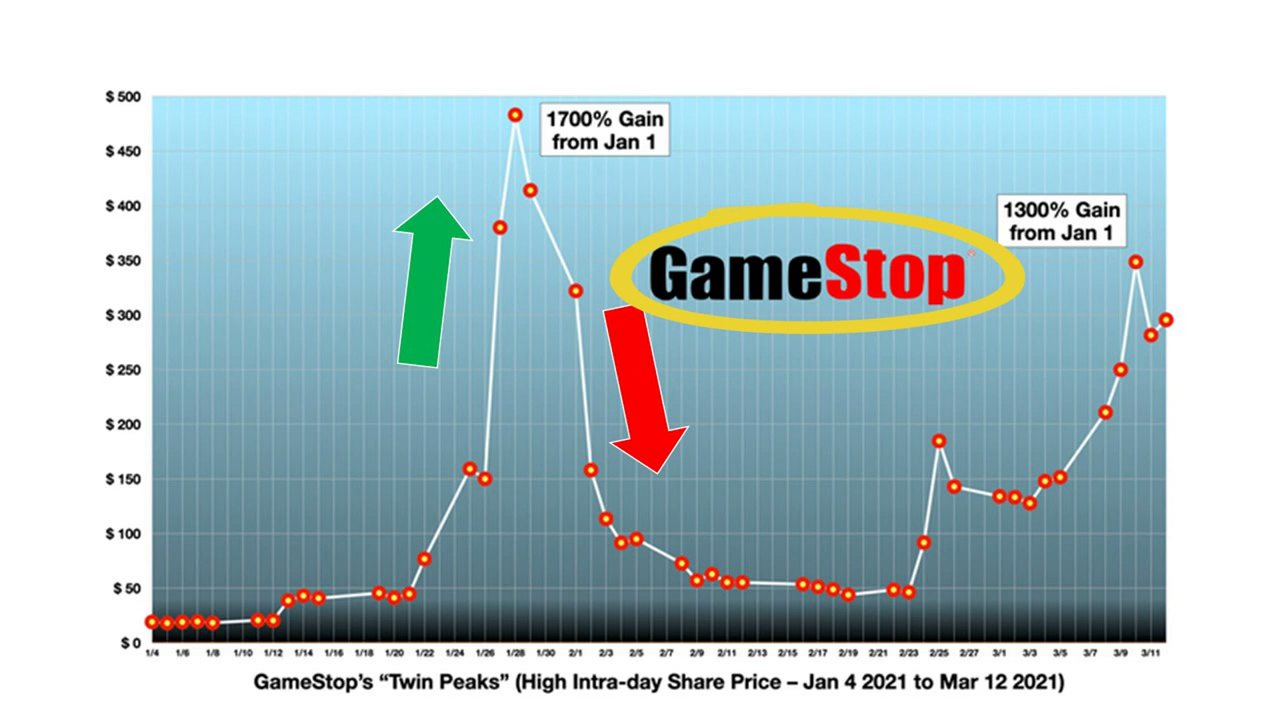 $ 500
1700% Gain
from Jan 1
$ 450
$ 400
1300% Gain
from Jan 1
$ 350
GameStop
$ 300
$ 250
$ 200
$ 150
$ 100
$ 50
$ 0
1/4 1/6 1/8 1/10 1/12 1/14 1/16 1/18 1/20 1/22 1/24 1/26 1/28 1/30 2/1 2/3 2/5 2/7 2/9 2/11 2/13 2/15 2/17 2/19 2/21 2/23 2/25 2/27 3/1 3/3 3/5 3/7 3/9 3/11
GameStop's “Twin Peaks” (High Intra-day Share Price – Jan 4 2021 to Mar 12 2021)